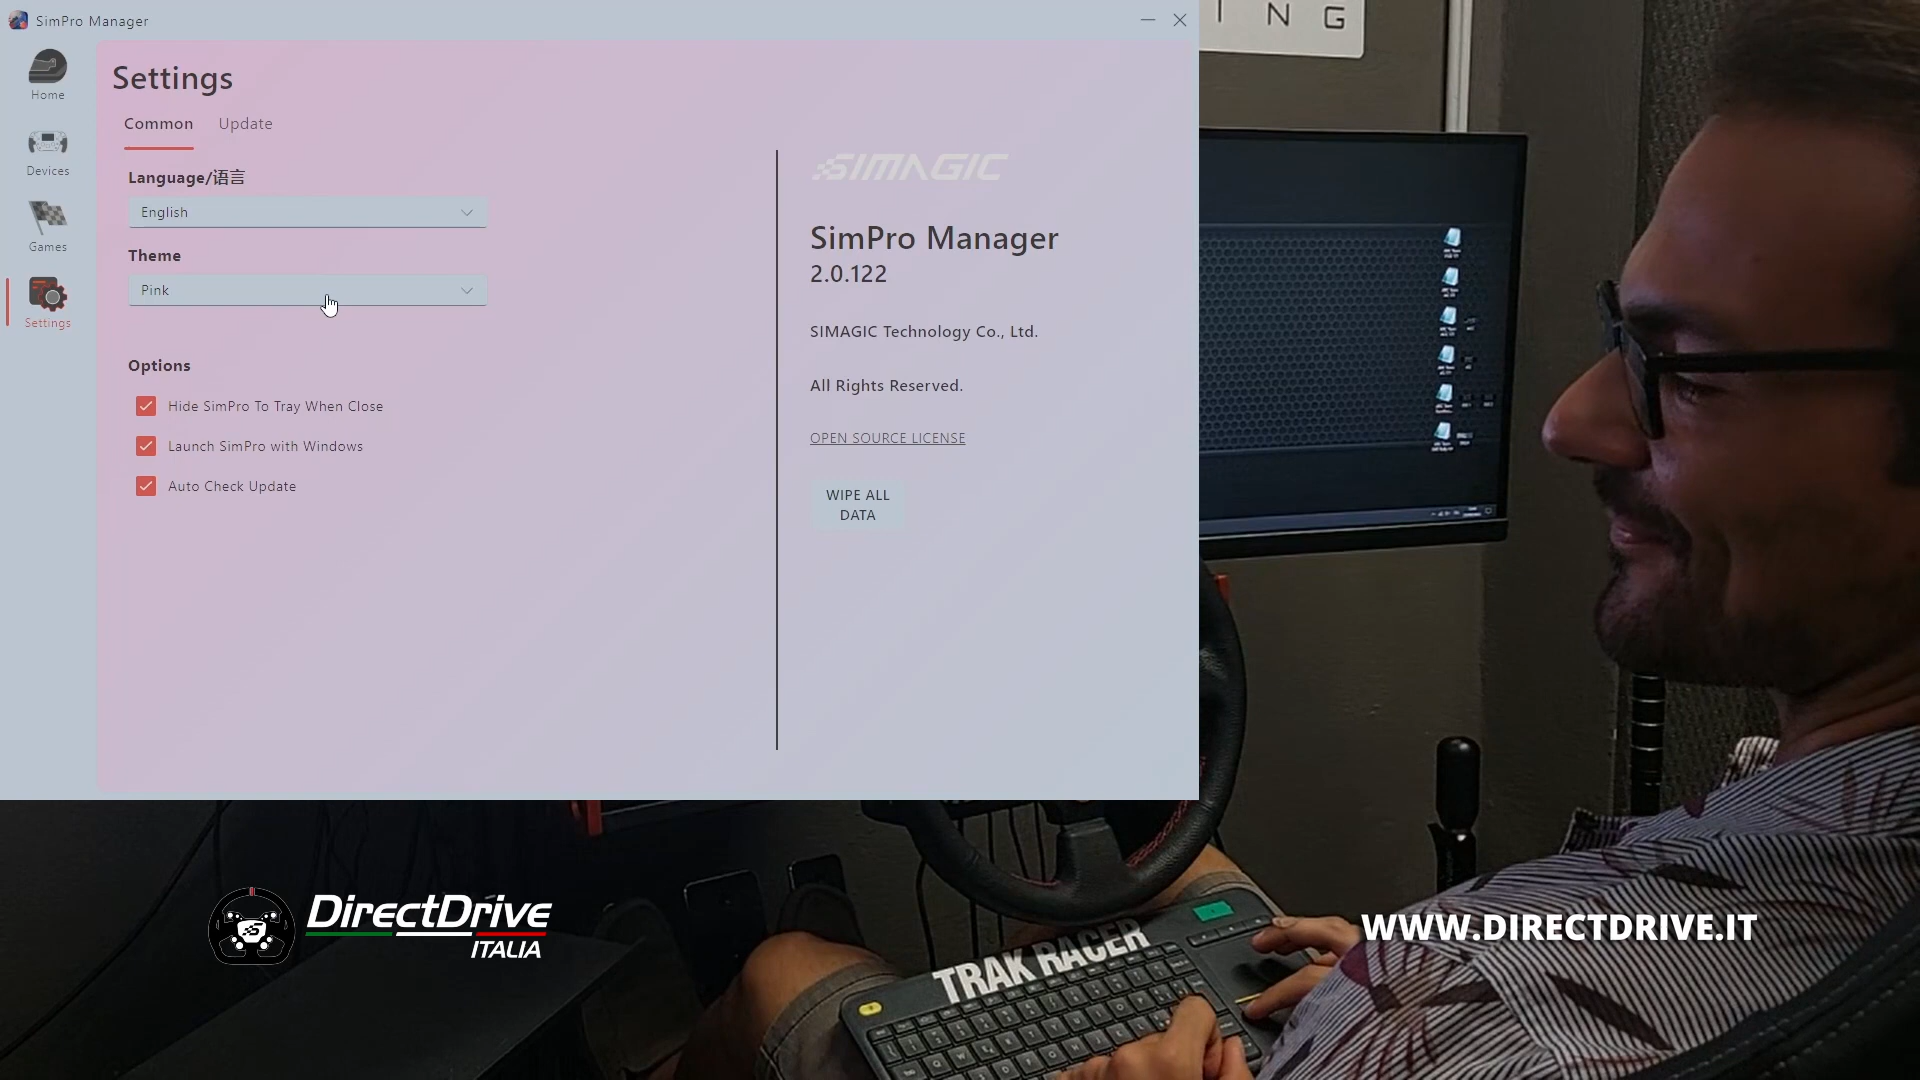 SimPro Manager
ING
Home
Devices
Games
Settings
Settings
Common
Update
Language/语言
English
Theme
Pink
Options
Hide SimPro To Tray When Close
Launch SimPro with Windows
Auto Check Update
SIMAGIC
SimPro Manager
2.0.122
SIMAGIC Technology Co., Ltd.
All Rights Reserved.
OPEN SOURCE LICENSE
WIPE ALL
DATA
DirectDrive
ITALIA
WWW.DIRECTDRIVE.IT
TRAK RACER